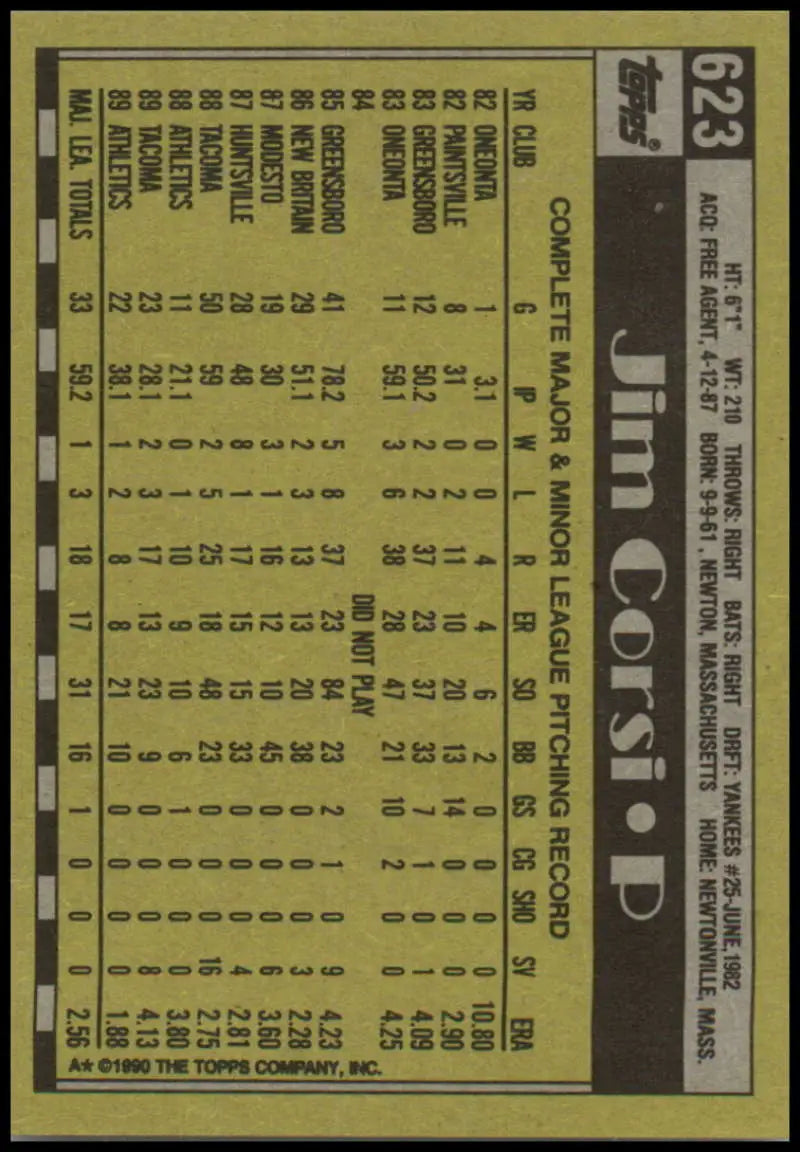 623
HT: 6'1" WT: 210 THROWS: RIGHT BATS: RIGHT DRFT: YANKEES #25-JUNE, 1982
ACQ: FREE AGENT, 4-12-87 BORN: 9-9-61, NEWTON, MASSACHUSETTS HOME: NEWTONVILLE, MASS.
TOPPS® Jim Corsi • P
COMPLETE MAJOR & MINOR LEAGUE PITCHING RECORD
YR CLUB G IP W L R ER SO BB GS CG SHO SV ERA
82 ONEONTA 1 3.1 0 0 4 4 6 2 0 0 0 0 10.80
82 PAINTSVILLE 8 31 0 2 11 10 20 13 14 0 0 0 2.90
83 GREENSBORO 12 50.2 2 2 37 23 37 33 7 1 0 1 4.09
83 ONEONTA 11 59.1 3 6 38 28 47 21 10 2 0 0 4.25
84 DID NOT PLAY
85 GREENSBORO 41 78.2 5 8 37 23 84 23 2 1 0 9 4.23
86 NEW BRITAIN 29 51.1 2 3 13 13 20 38 0 0 0 3 2.28
87 MODESTO 19 30 3 1 16 12 10 45 0 0 0 6 3.60
87 HUNTSVILLE 28 48 8 1 17 15 15 33 0 0 0 4 2.81
88 TACOMA 50 59 2 5 25 18 48 23 0 0 0 16 2.75
88 ATHLETICS 11 21.1 0 1 10 9 10 6 1 0 0 0 3.80
89 TACOMA 23 28.1 2 3 17 13 23 9 0 0 0 8 4.13
89 ATHLETICS 22 38.1 1 2 8 8 21 10 0 0 0 0 1.88
MAJ. LEA. TOTALS 33 59.2 1 3 18 17 31 16 1 0 0 0 2.56
A* ©1990 THE TOPPS COMPANY, INC.